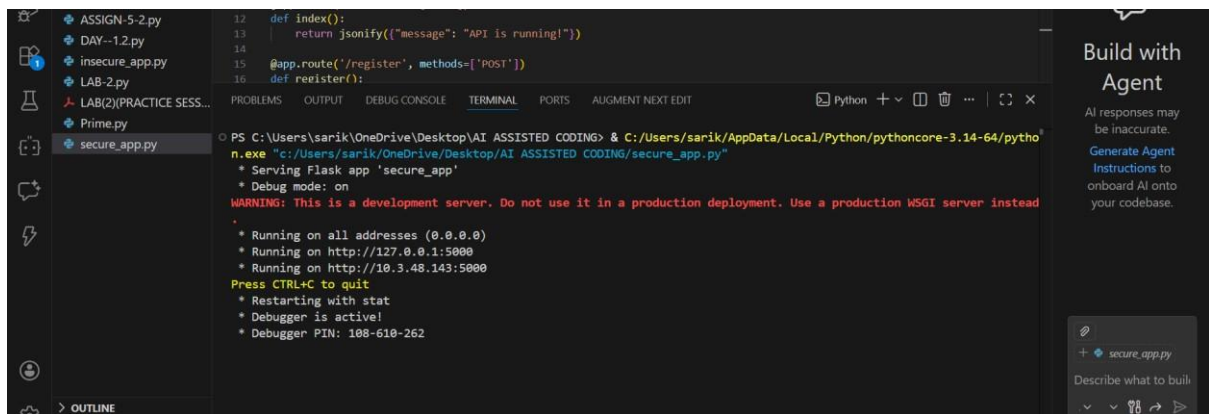 ASSIGN-5-2.py
DAY--1.2.py
insecure_app.py
LAB-2.py
LAB(2)(PRACTICE SESS...
Prime.py
secure_app.py
> OUTLINE
1
12 def index():
13 return jsonify({"message": "API is running!"})
14
15 @app.route('/register', methods=['POST'])
16 def register():
PROBLEMS OUTPUT DEBUG CONSOLE TERMINAL PORTS AUGMENT NEXT EDIT Python
PS C:\Users\sarik\OneDrive\Desktop\AI ASSISTED CODING> & C:/Users/sarik/AppData/Local/Python/pythoncore-3.14-64/pytho
n.exe "c:/Users/sarik/OneDrive/Desktop/AI ASSISTED CODING/secure_app.py"
* Serving Flask app 'secure_app'
* Debug mode: on
WARNING: This is a development server. Do not use it in a production deployment. Use a production WSGI server instead
.
* Running on all addresses (0.0.0.0)
* Running on http://127.0.0.1:5000
* Running on http://10.3.48.143:5000
Press CTRL+C to quit
* Restarting with stat
* Debugger is active!
* Debugger PIN: 108-610-262
Build with
Agent
AI responses may
be inaccurate.
Generate Agent
Instructions to
onboard AI onto
your codebase.
+ secure_app.py
Describe what to buil